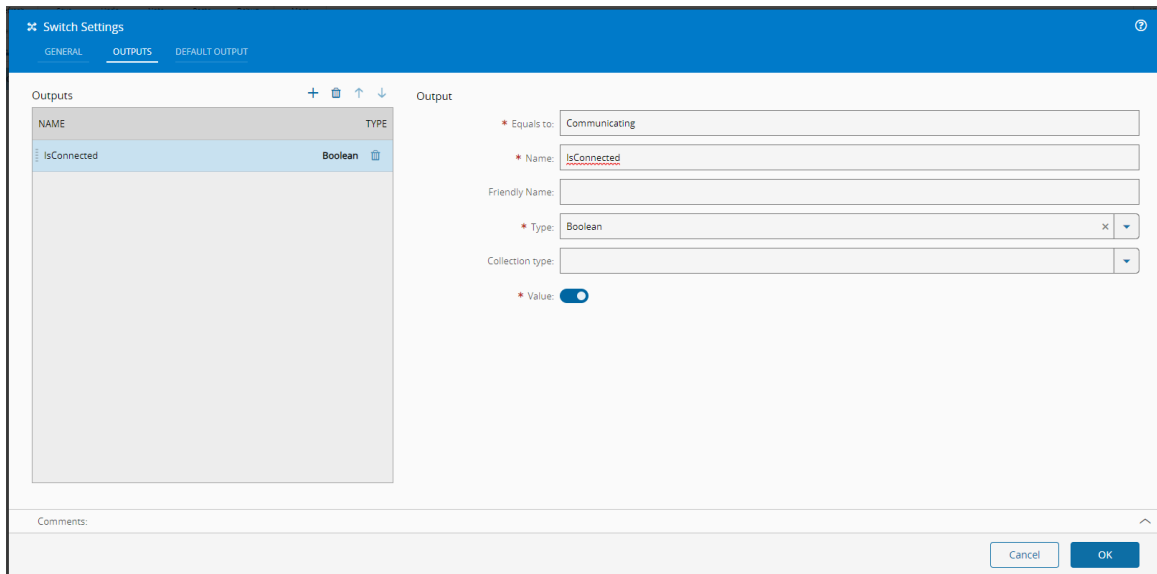 Switch Settings
GENERAL OUTPUTS DEFAULT OUTPUT
Outputs
NAME TYPE
IsConnected Boolean
Output
* Equals to: Communicating
* Name: IsConnected
Friendly Name:
* Type: Boolean
Collection type:
* Value:
Comments:
Cancel OK